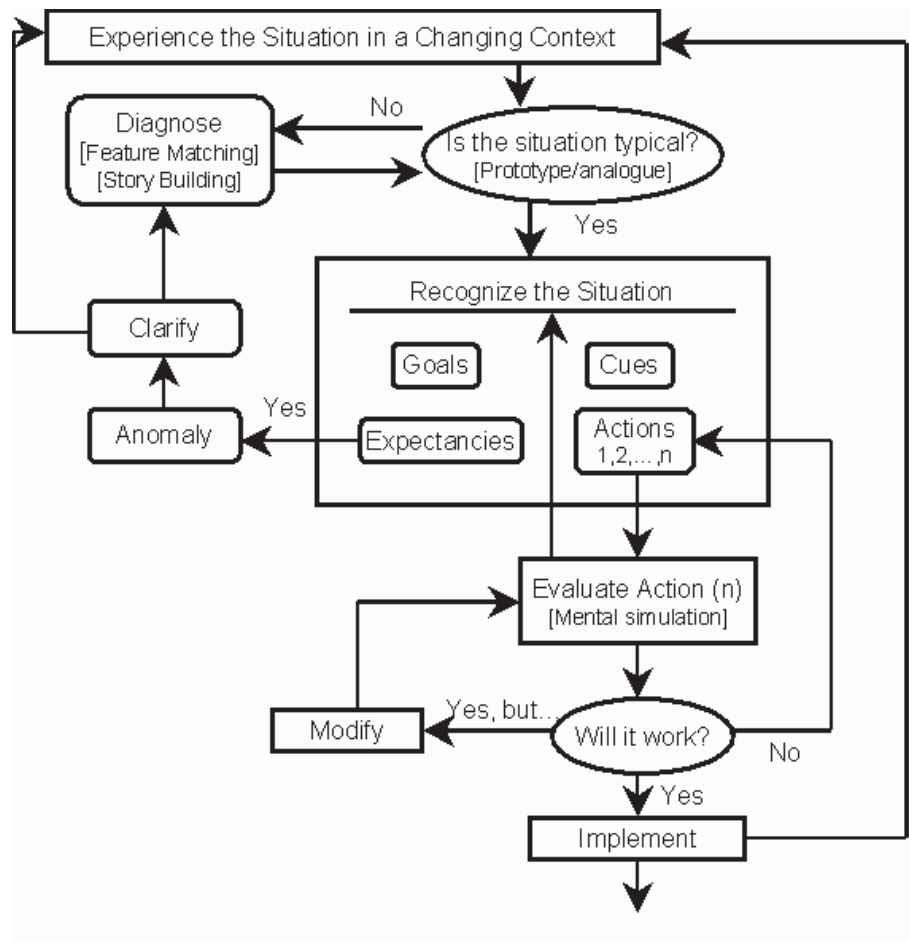 Experience the Situation in a Changing Context
No
Diagnose
[Feature Matching]
[Story Building]
Is the situation typical?
[Prototype/analogue]
Yes
Recognize the Situation
Clarify
Goals
Cues
Yes
Anomaly
Expectancies
Actions
1,2,...,n
Evaluate Action (n)
[Mental simulation]
Yes, but...
Modify
Will it work?
No
Yes
Implement